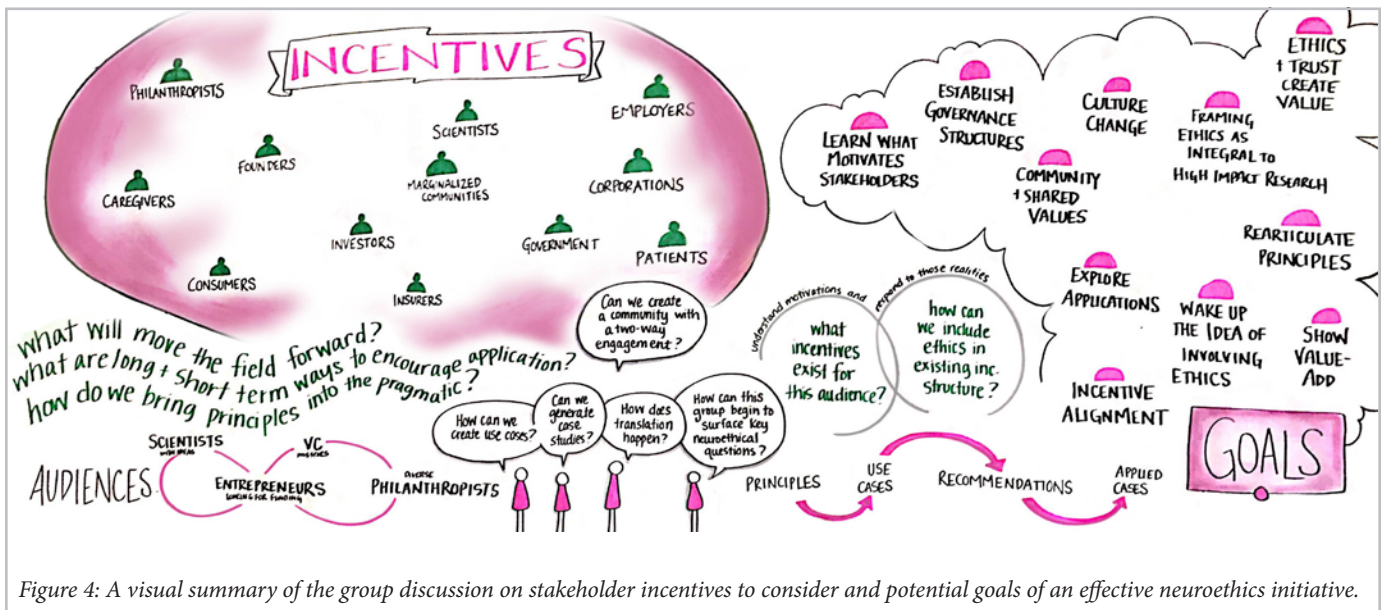 INCENTIVES
PHILANTHROPISTS
SCIENTISTS
EMPLOYERS
FOUNDERS
MARGINALIZED
COMMUNITIES
CORPORATIONS
CAREGIVERS
INVESTORS
GOVERNMENT
PATIENTS
CONSUMERS
INSURERS
what will move the field forward?
what are long + short term ways to encourage application?
how do we bring principles into the pragmatic?
Can we create
a community with
a two-way
engagement?
How can we
create use cases?
Can we
generate
case
studies?
How does
translation
happen?
How can this
group begin to
surface key
neuroethical
questions?
AUDIENCES
SCIENTISTS
WITH IDEAS
VC
ENTREPRENEURS
LOOKING FOR FUNDING
DIVERSE
PHILANTHROPISTS
understand motivations and
respond to those realities
what
incentives
exist for
this audience?
how can
we include
ethics in
existing inc.
structure?
PRINCIPLES
USE
CASES
RECOMMENDATIONS
APPLIED
CASES
LEARN WHAT
MOTIVATES
STAKEHOLDERS
ESTABLISH
GOVERNANCE
STRUCTURES
CULTURE
CHANGE
COMMUNITY
+ SHARED
VALUES
FRAMING
ETHICS AS
INTEGRAL TO
HIGH IMPACT RESEARCH
ETHICS
+ TRUST
CREATE
VALUE
REARTICULATE
PRINCIPLES
EXPLORE
APPLICATIONS
WAKE UP
THE IDEA OF
INVOLVING
ETHICS
SHOW
VALUE-
ADD
INCENTIVE
ALIGNMENT
GOALS
Figure 4: A visual summary of the group discussion on stakeholder incentives to consider and potential goals of an effective neuroethics initiative.